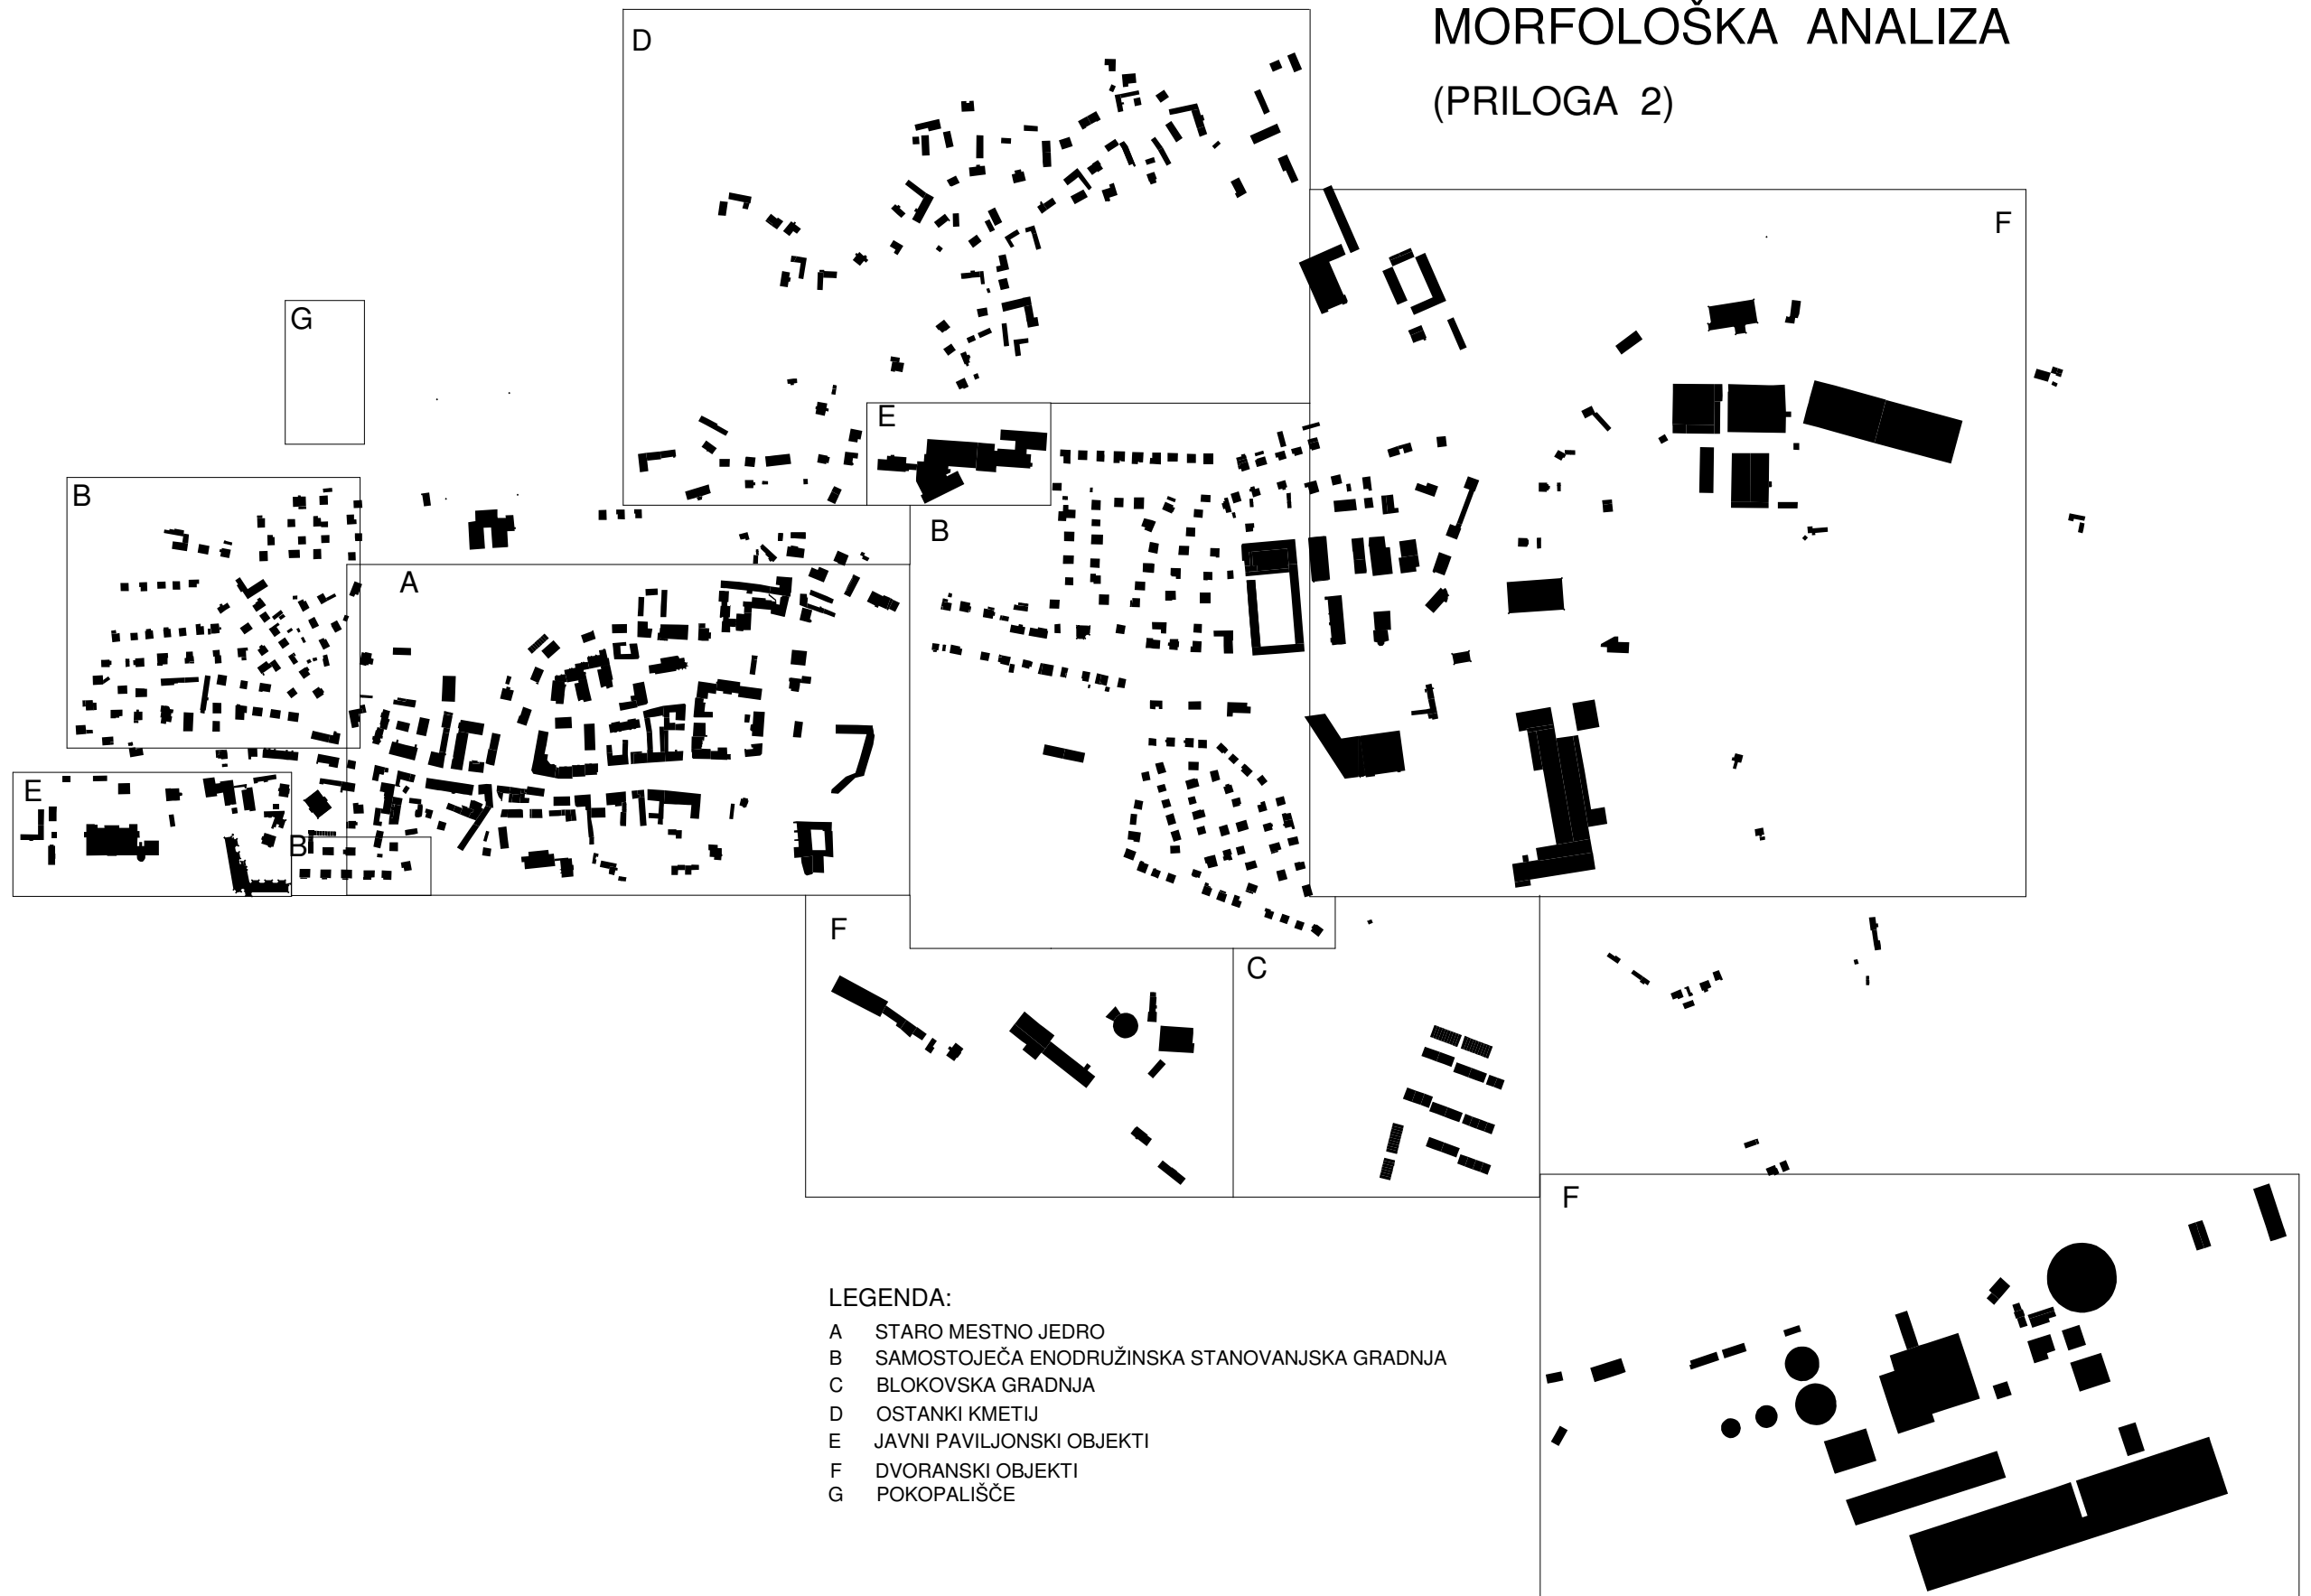 MORFOLOŠKA ANALIZA
(PRILOGA 2)
D
F
G
E
B
B
A
E
B
F
C
F
LEGENDA:
A STARO MESTNO JEDRO
B SAMOSTOJEČA ENODRUŽINSKA STANOVANJSKA GRADNJA
C BLOKOVSKA GRADNJA
D OSTANKI KMETIJ
E JAVNI PAVILJONSKI OBJEKTI
F DVORANSKI OBJEKTI
G POKOPALIŠČE